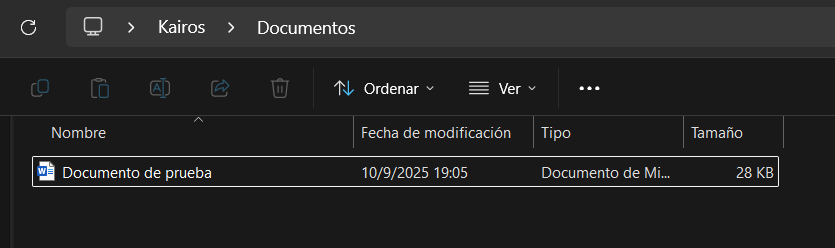 Kairos > Documentos
Ordenar Ver
Nombre Fecha de modificación Tipo Tamaño
Documento de prueba 10/9/2025 19:05 Documento de Mi... 28 KB